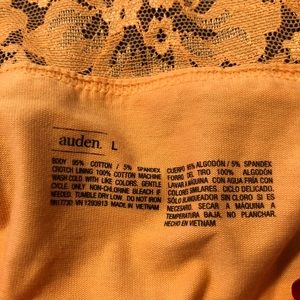 auden. L
BODY 95% COTTON / 5% SPANDEX
CROTCH LINING 100% COTTON MACHINE
WASH COLD WITH LIKE COLORS. GENTLE
CYCLE. ONLY NON-CHLORINE BLEACH IF
NEEDED. TUMBLE DRY LOW. DO NOT IRON
VN 1293913 MADE IN VIETNAM
CUERPO 95% ALGODÓN / 5% SPANDEX
FORRO DEL TIRO 100% ALGODÓN
LAVAR A MÁQUINA CON AGUA FRÍA CON
COLORES SIMILARES. CICLO DELICADO.
SÓLO BLANQUEADOR SIN CLORO SI ES
NECESARIO. SECAR A MÁQUINA A
TEMPERATURA BAJA, NO PLANCHAR.
HECHO EN VIETNAM